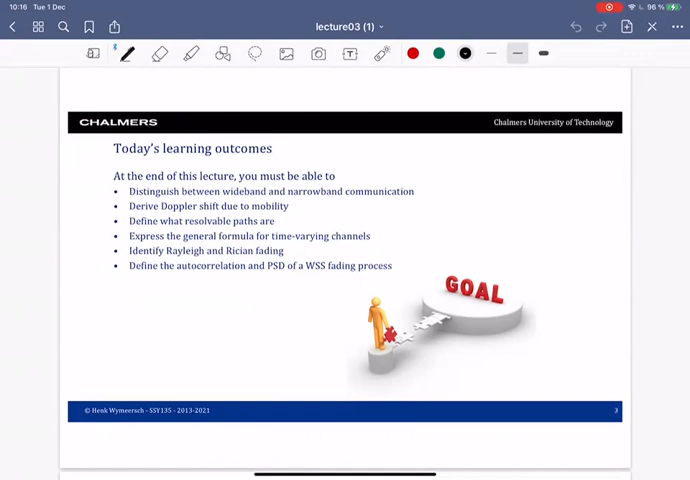 10:16 Tue 1 Dec
96 %
lecture03 (1)
CHALMERS
Chalmers University of Technology
Today's learning outcomes
At the end of this lecture, you must be able to
• Distinguish between wideband and narrowband communication
• Derive Doppler shift due to mobility
• Define what resolvable paths are
• Express the general formula for time-varying channels
• Identify Rayleigh and Rician fading
• Define the autocorrelation and PSD of a WSS fading process
GOAL
© Henk Wymeersch - SSY135 - 2013-2021
3